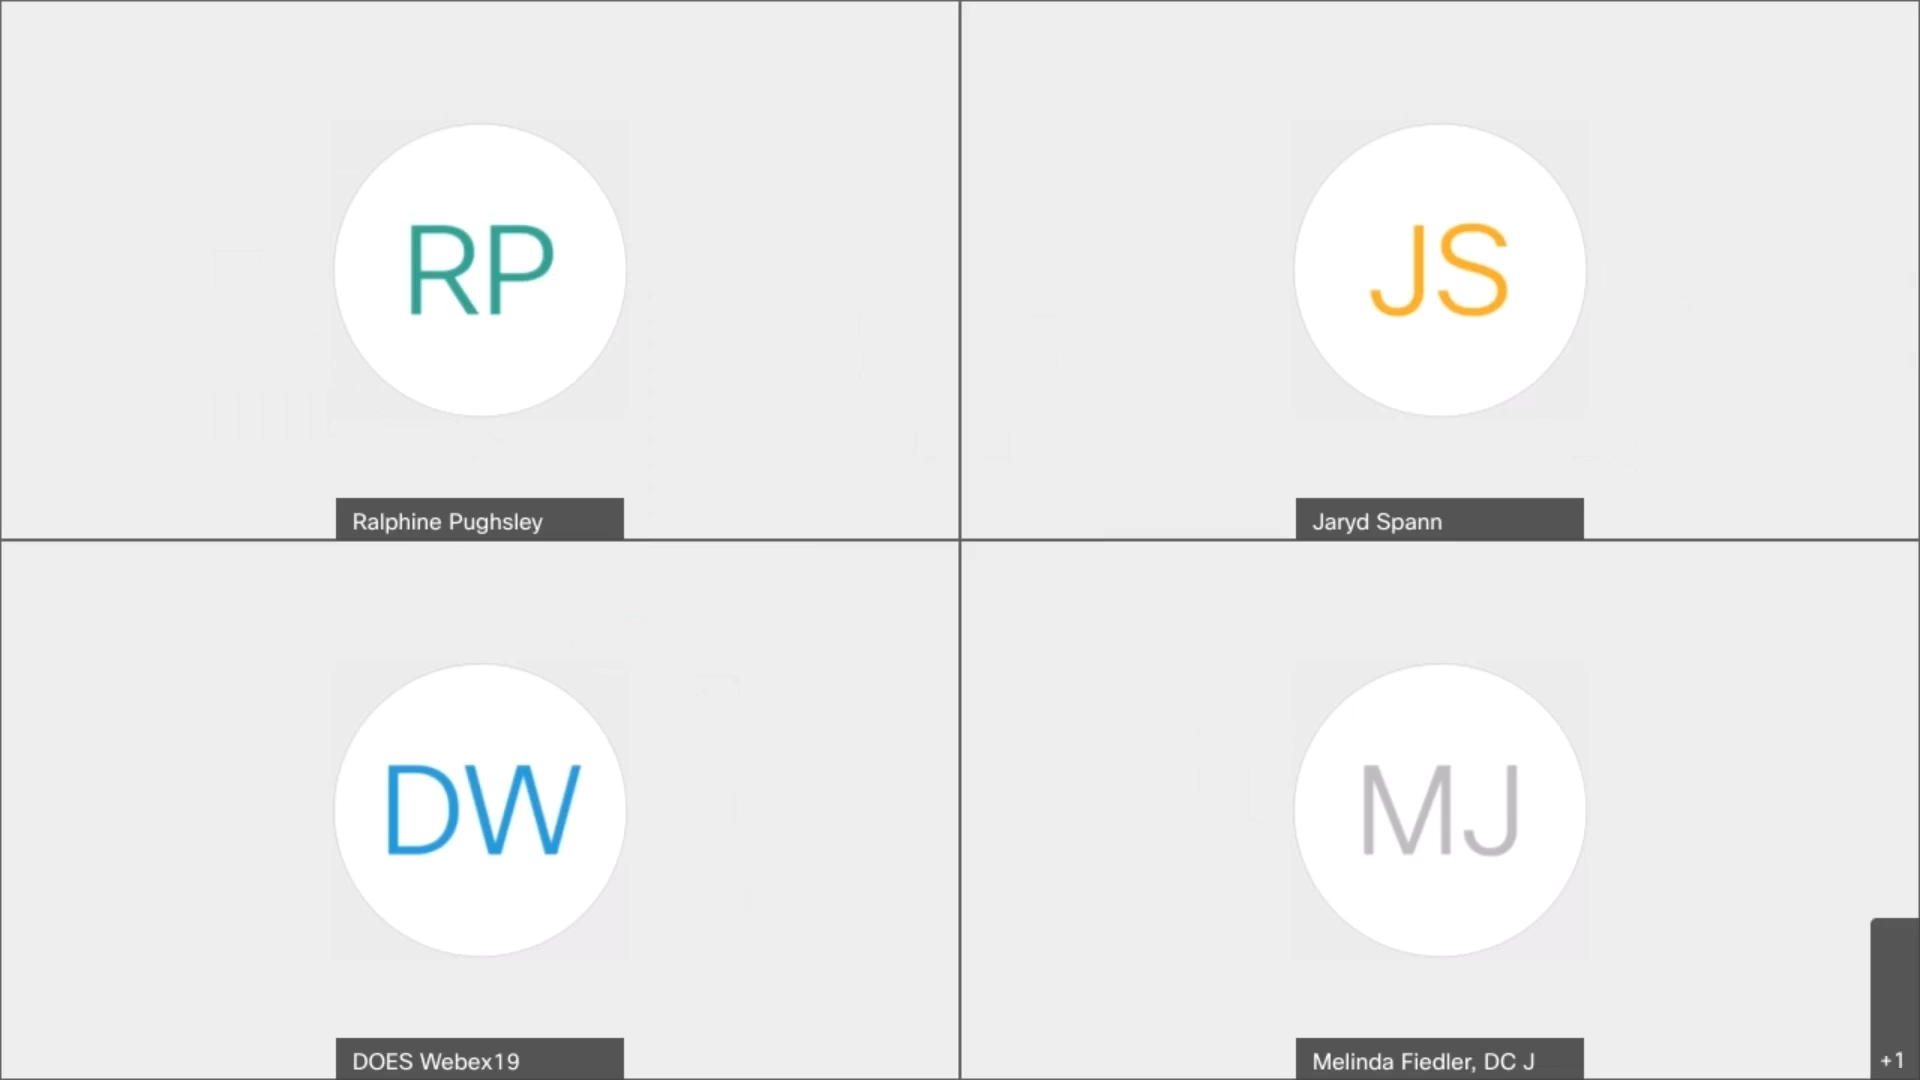 RP
JS
Ralphine Pughsley
Jaryd Spann
DW
MJ
DOES Webex19
Melinda Fiedler, DC J
+1